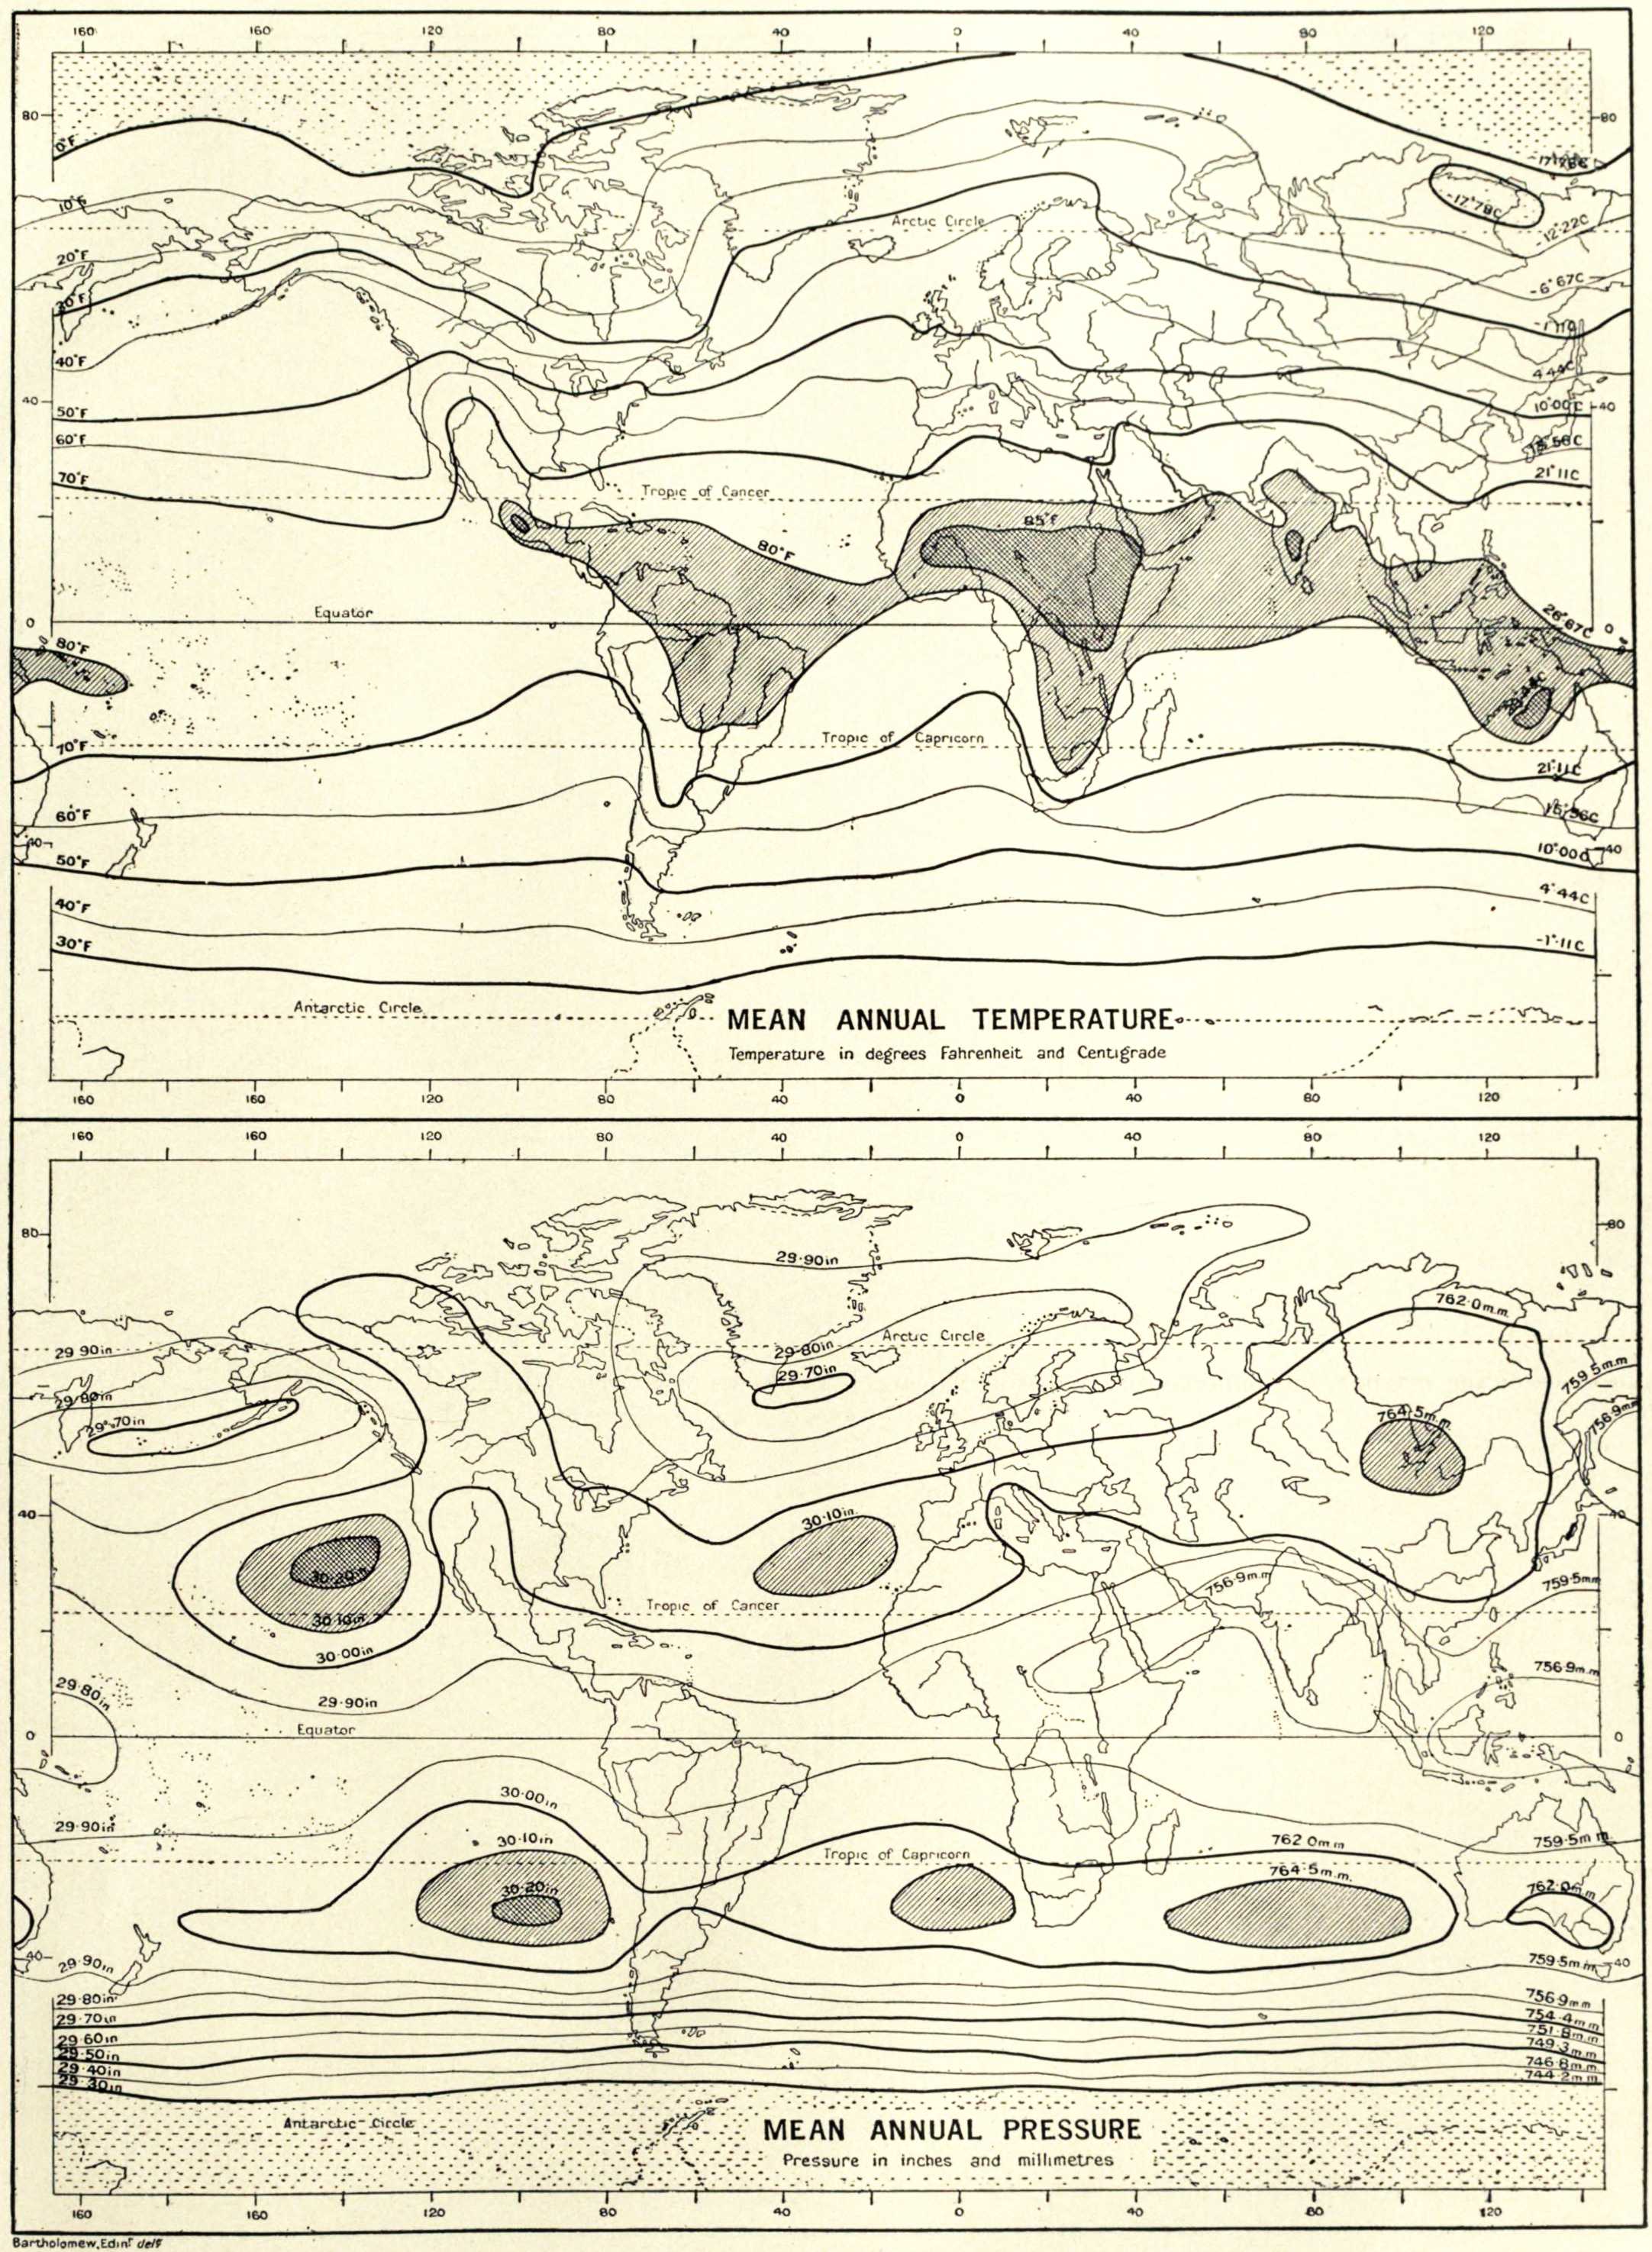 160 160 120 80 40 0 40 80 120
80 80
0°F
-17°78C
10°F
-17°78C
Arctic Circle
-12°22C
20°F
-6°67C
30°F
-1°11C
40°F
4·44C
40 50°F 10°00C 40
60°F
15°56C
70°F 21°11C
Tropic of Cancer
85°F
80°F
Equator
26°67C
0 0
80°F
Tropic of Capricorn
70°F
21·11C
60°F 15°56C
40 50°F 10°00C 40
40°F 4°44C
30°F -1°11C
Antarctic Circle
MEAN ANNUAL TEMPERATURE
Temperature in degrees Fahrenheit and Centigrade
160 160 120 80 40 0 40 80 120
160 160 120 80 40 0 40 80 120
80 29·90in 80
762·0m.m.
Arctic Circle
29·90in 29·80in
29·70in 759·5m.m
29·80in
764·5m.m. 756·9mm
29·70in
40 30·10in. 40
30·20in 756·9m.m 759·5mm
Tropic of Cancer
30·10in
30·00in
756·9m.m
29·80in
29·90in
0 Equator 0
30·00in
29·90in 30·10in 762·0mm 759·5m.m.
Tropic of Capricorn
764·5m.m.
30·20in 762·0m.m
40 29·90in 759·5m.m 40
29·80in 756·9mm
29·70in 754·4m.m
29·60in 751·8m.m
29·50in 749·3m.m
29·40in 746·8m.m.
29·30in 744·2m.m
Antarctic Circle
MEAN ANNUAL PRESSURE
Pressure in inches and millimetres
160 160 120 80 40 0 40 80 120
Bartholomew, Edinr. delt